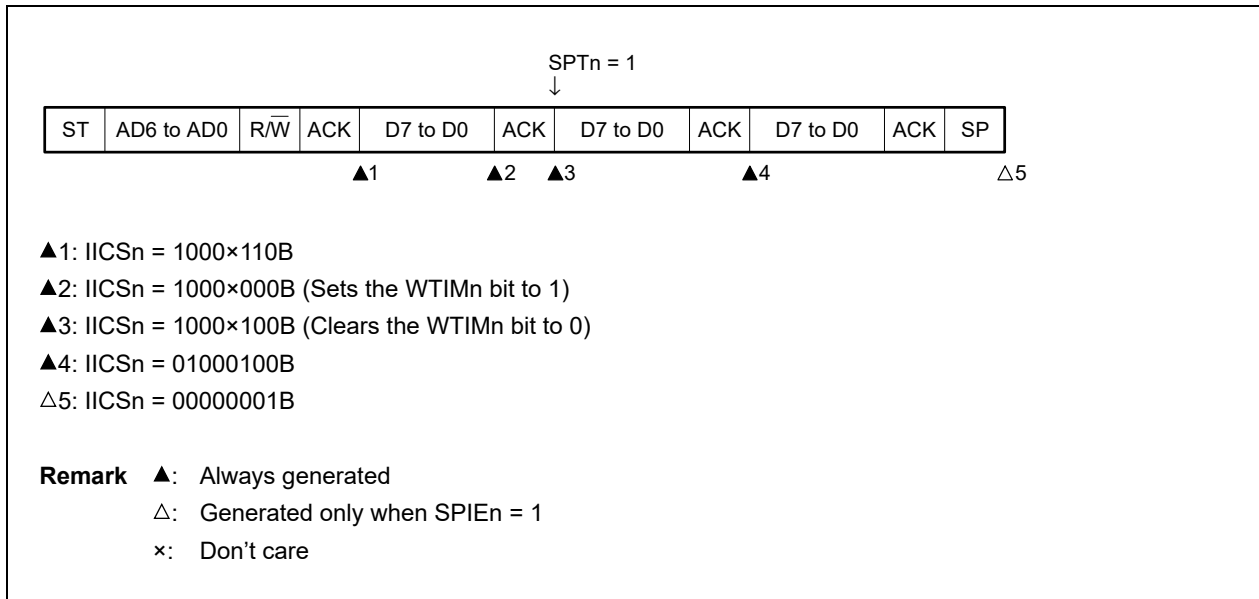 SPTn = 1
↓
ST AD6 to AD0 R/W̅ ACK D7 to D0 ACK D7 to D0 ACK D7 to D0 ACK SP
▲1 ▲2 ▲3 ▲4 △5
▲1: IICSn = 1000×110B
▲2: IICSn = 1000×000B (Sets the WTIMn bit to 1)
▲3: IICSn = 1000×100B (Clears the WTIMn bit to 0)
▲4: IICSn = 01000100B
△5: IICSn = 00000001B
Remark ▲: Always generated
△: Generated only when SPIEn = 1
×: Don't care